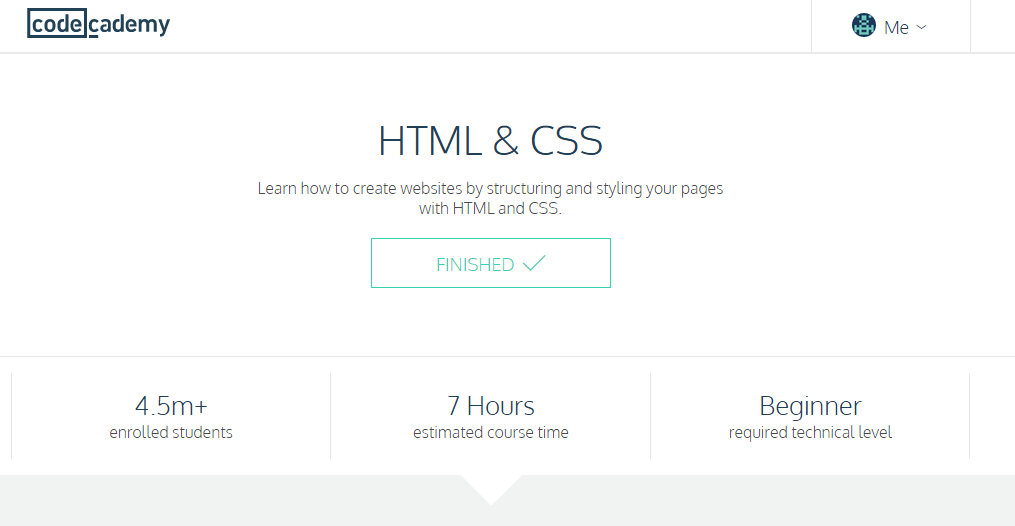 codecademy
Me
HTML & CSS
Learn how to create websites by structuring and styling your pages
with HTML and CSS.
FINISHED
4.5m+
enrolled students
7 Hours
estimated course time
Beginner
required technical level